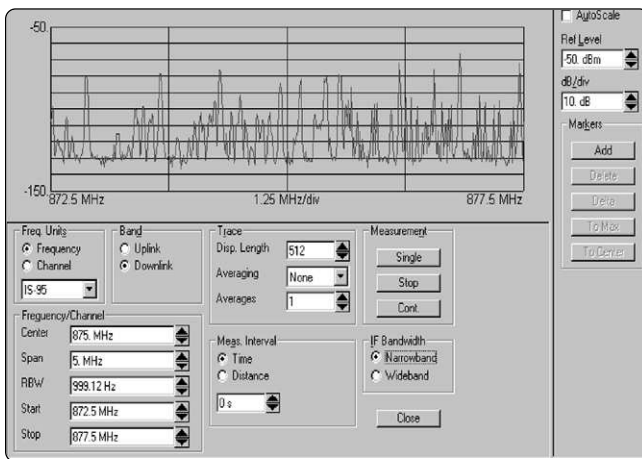 -50.
-150.
872.5 MHz 1.25 MHz/div 877.5 MHz
Freq. Units
Frequency
Channel
IS-95
Band
Uplink
Downlink
Frequency/Channel
Center 875. MHz
Span 5. MHz
RBW 999.12 Hz
Start 872.5 MHz
Stop 877.5 MHz
Trace
Disp. Length 512
Averaging None
Averages 1
Meas. Interval
Time
Distance
0 s
Measurement
Single
Stop
Cont.
IF Bandwidth
Narrowband
Wideband
Close
AutoScale
Ref Level
-50. dBm
dB/div
10. dB
Markers
Add
Delete
Delta
To Max
To Center